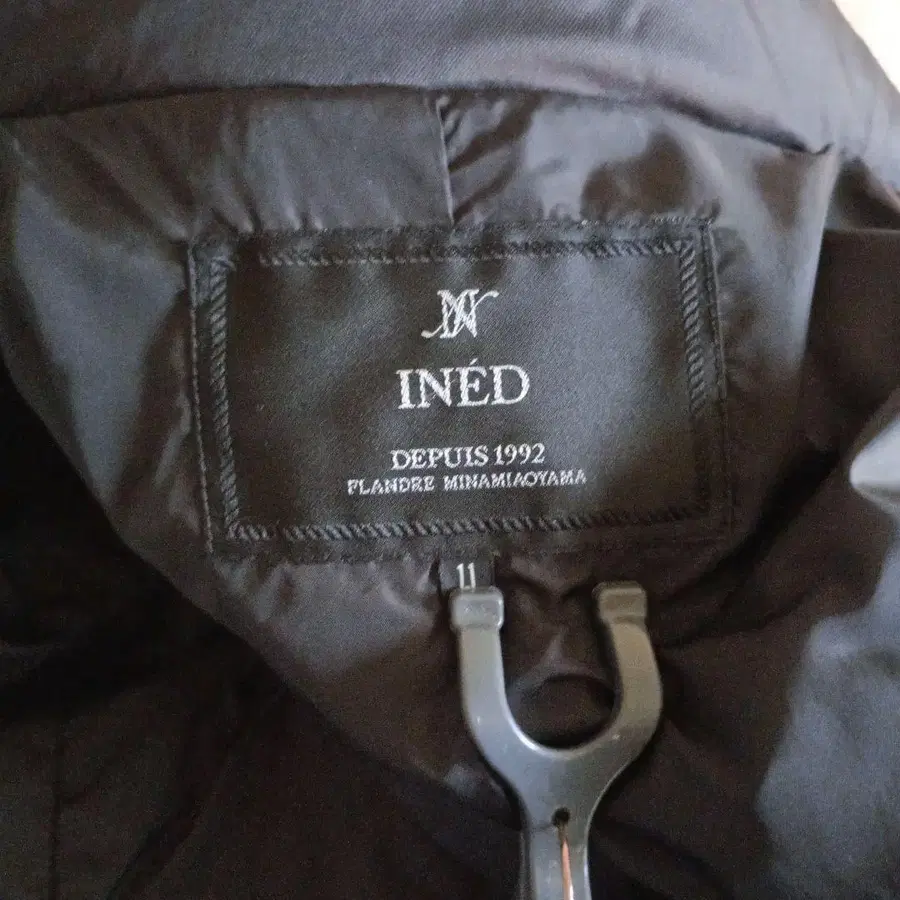 INÉD
DEPUIS 1992
FLANDRE MINAMIAOYAMA
11